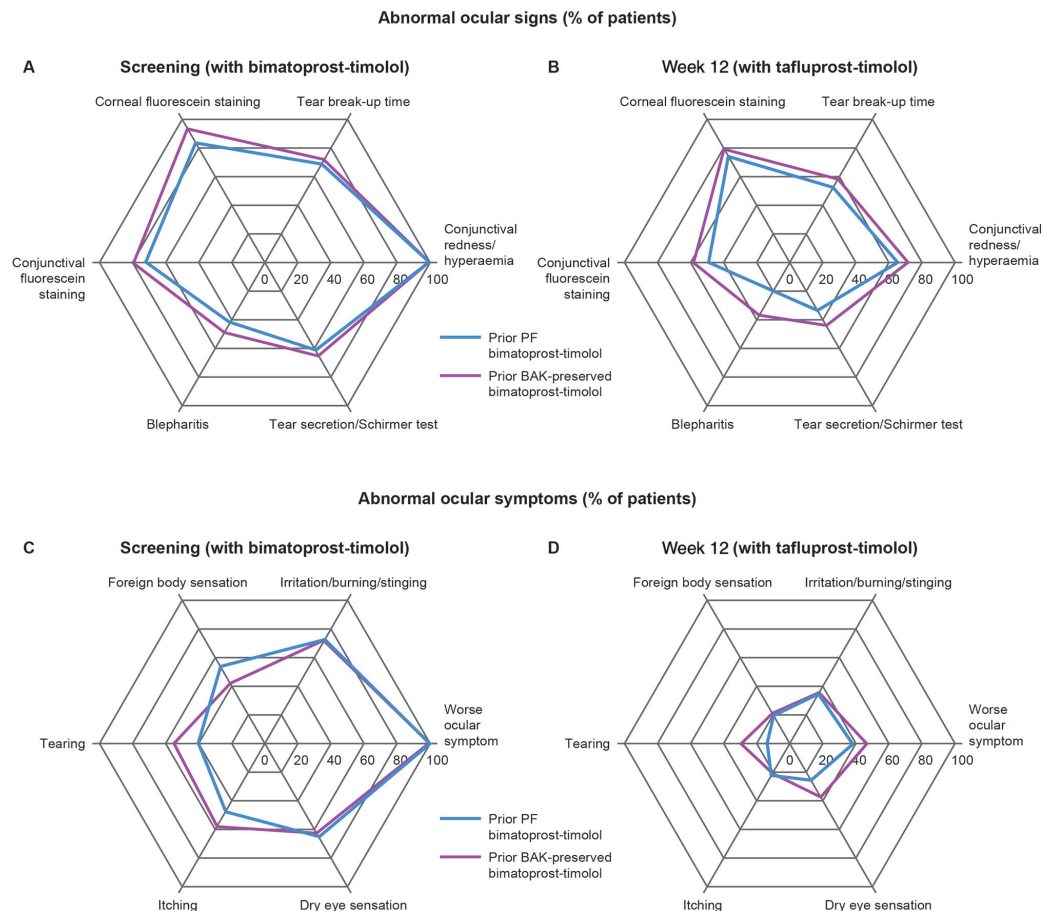 Abnormal ocular signs (% of patients)
A Screening (with bimatoprost-timolol)
Corneal fluorescein staining
Tear break-up time
Conjunctival
redness/
hyperaemia
0 20 40 60 80 100
Conjunctival
fluorescein
staining
Blepharitis
Tear secretion/Schirmer test
Prior PF
bimatoprost-timolol
Prior BAK-preserved
bimatoprost-timolol
B Week 12 (with tafluprost-timolol)
Corneal fluorescein staining
Tear break-up time
Conjunctival
redness/
hyperaemia
0 20 40 60 80 100
Conjunctival
fluorescein
staining
Blepharitis
Tear secretion/Schirmer test
Abnormal ocular symptoms (% of patients)
C Screening (with bimatoprost-timolol)
Foreign body sensation
Irritation/burning/stinging
Worse
ocular
symptom
0 20 40 60 80 100
Tearing
Itching
Dry eye sensation
Prior PF
bimatoprost-timolol
Prior BAK-preserved
bimatoprost-timolol
D Week 12 (with tafluprost-timolol)
Foreign body sensation
Irritation/burning/stinging
Worse
ocular
symptom
0 20 40 60 80 100
Tearing
Itching
Dry eye sensation